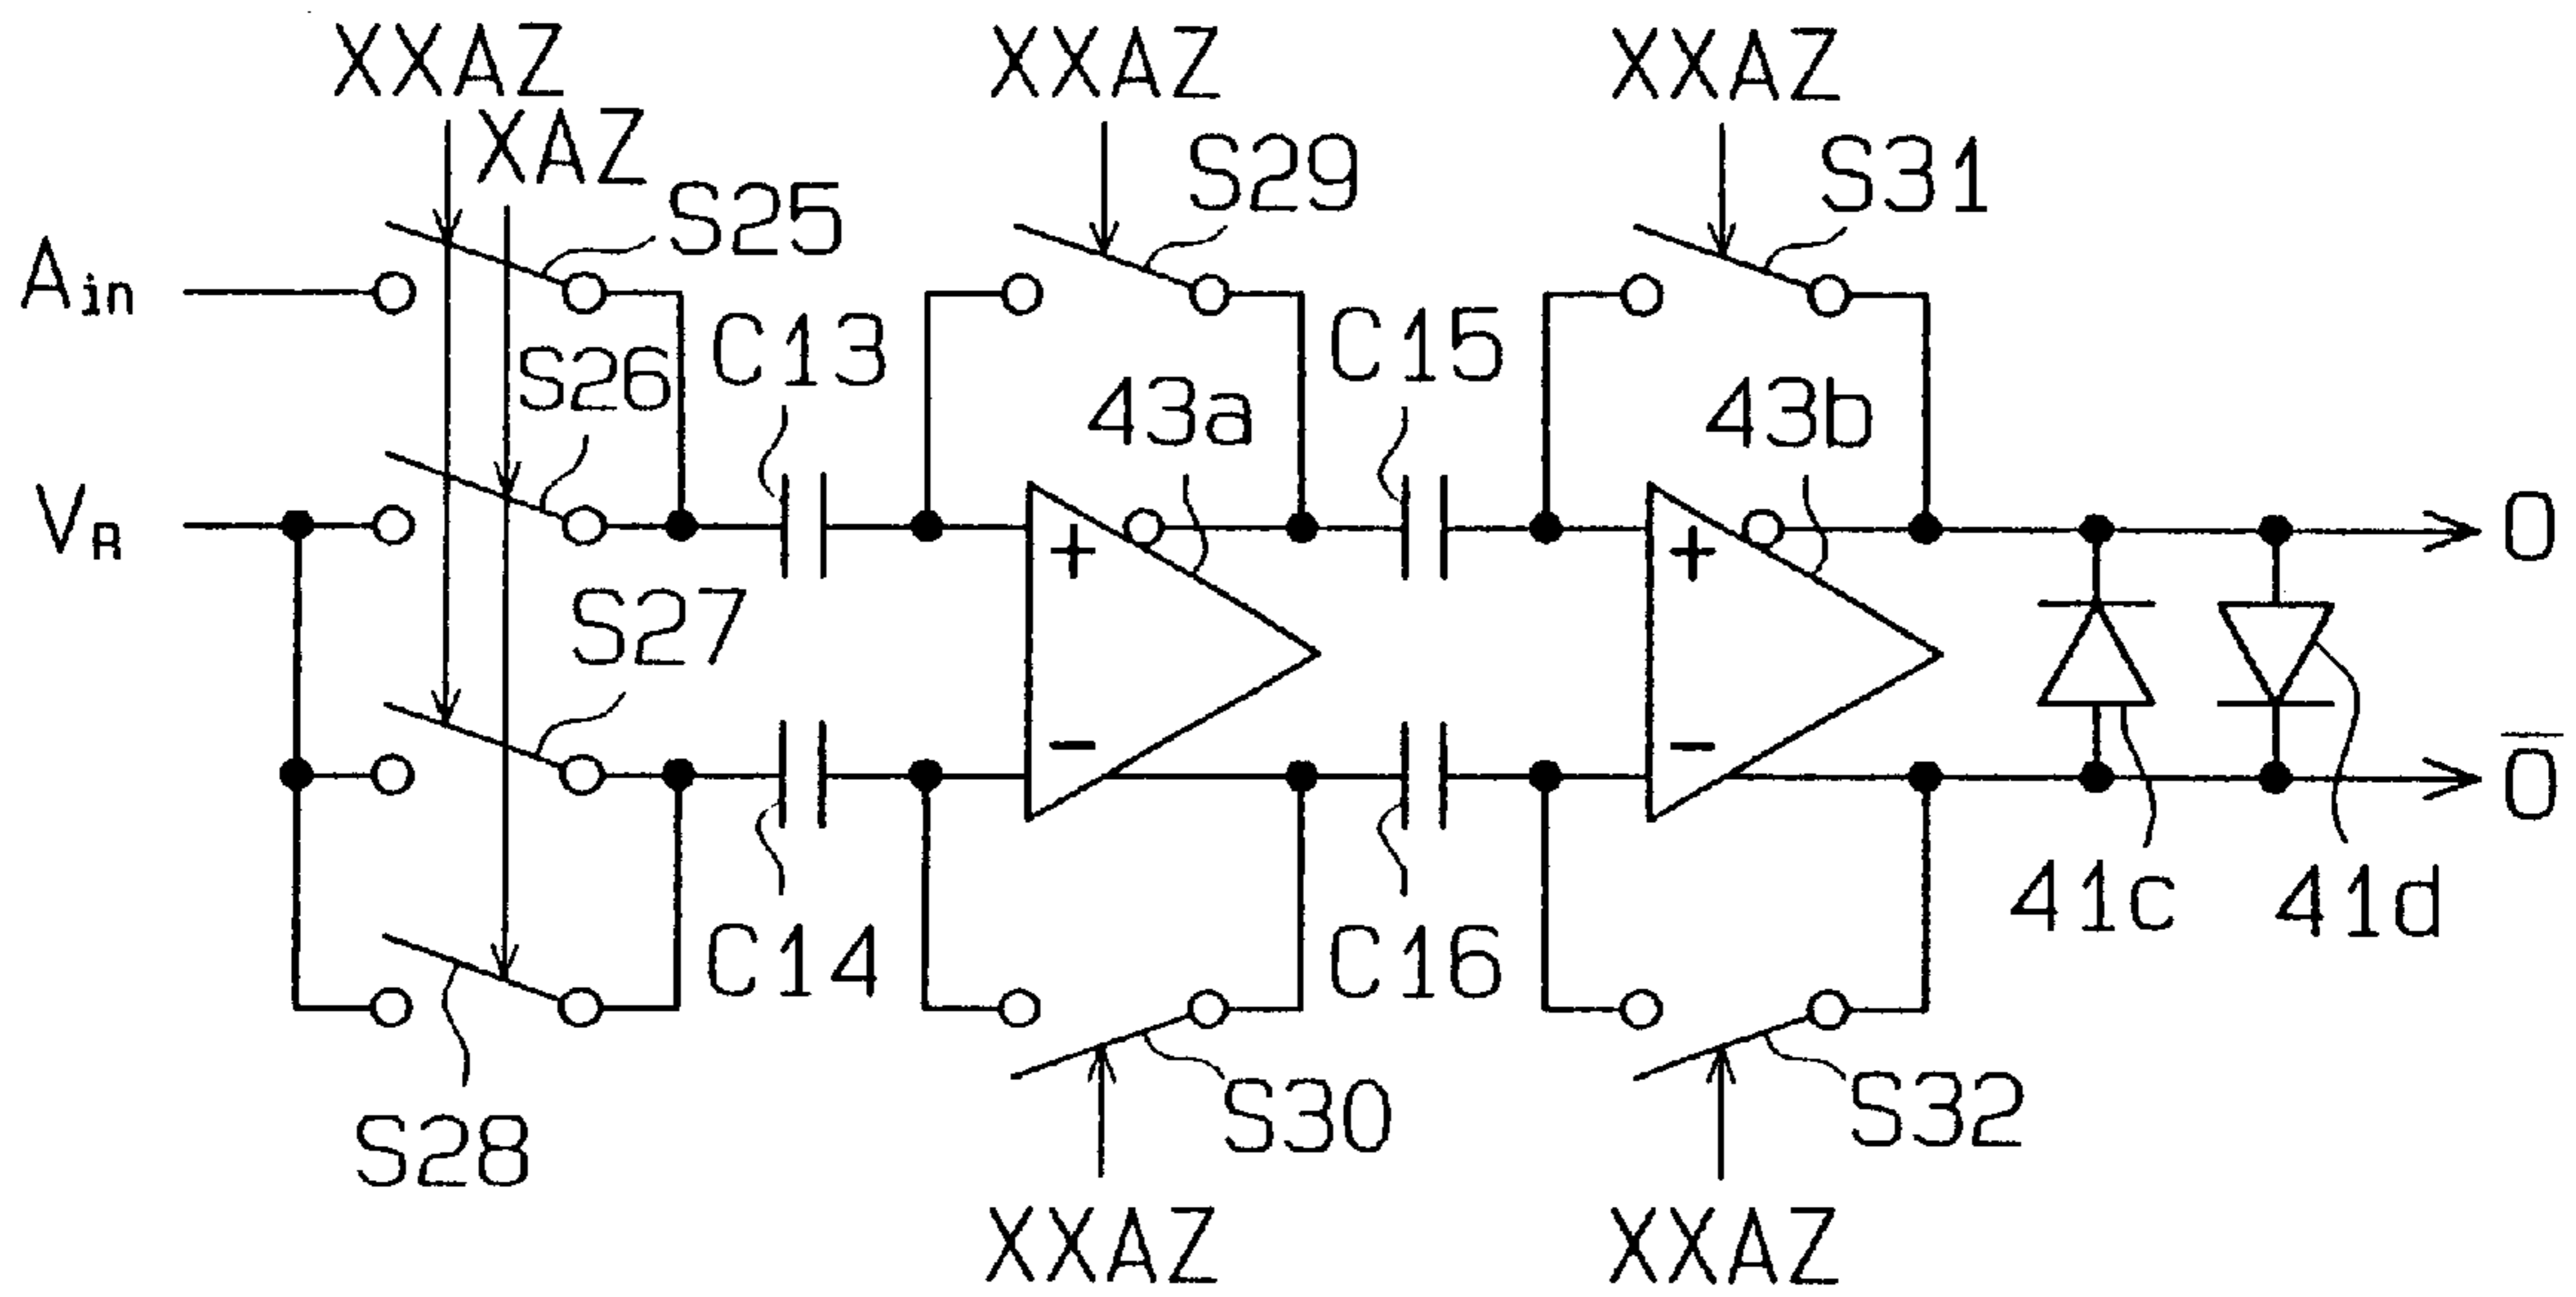 XXAZ
XXAZ
XXAZ
XAZ
S25
S29
S31
Ain
S26
C13
C15
43a
43b
VR
+
+
O
S27
-
-
O̅
C14
C16
41c
41d
S28
S30
S32
XXAZ
XXAZ